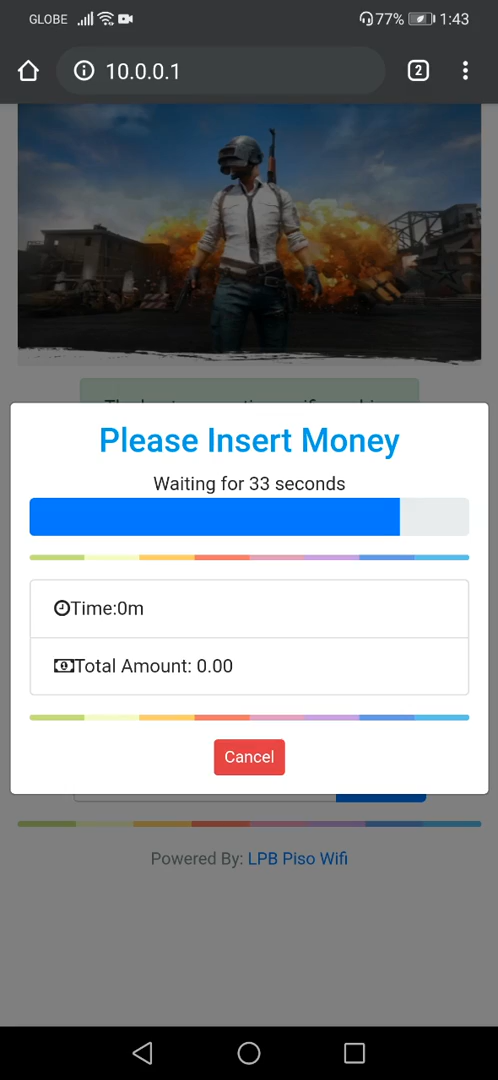 GLOBE 77% 1:43
10.0.0.1 2
Please Insert Money
Waiting for 33 seconds
Time:0m
Total Amount: 0.00
Cancel
Powered By: LPB Piso Wifi